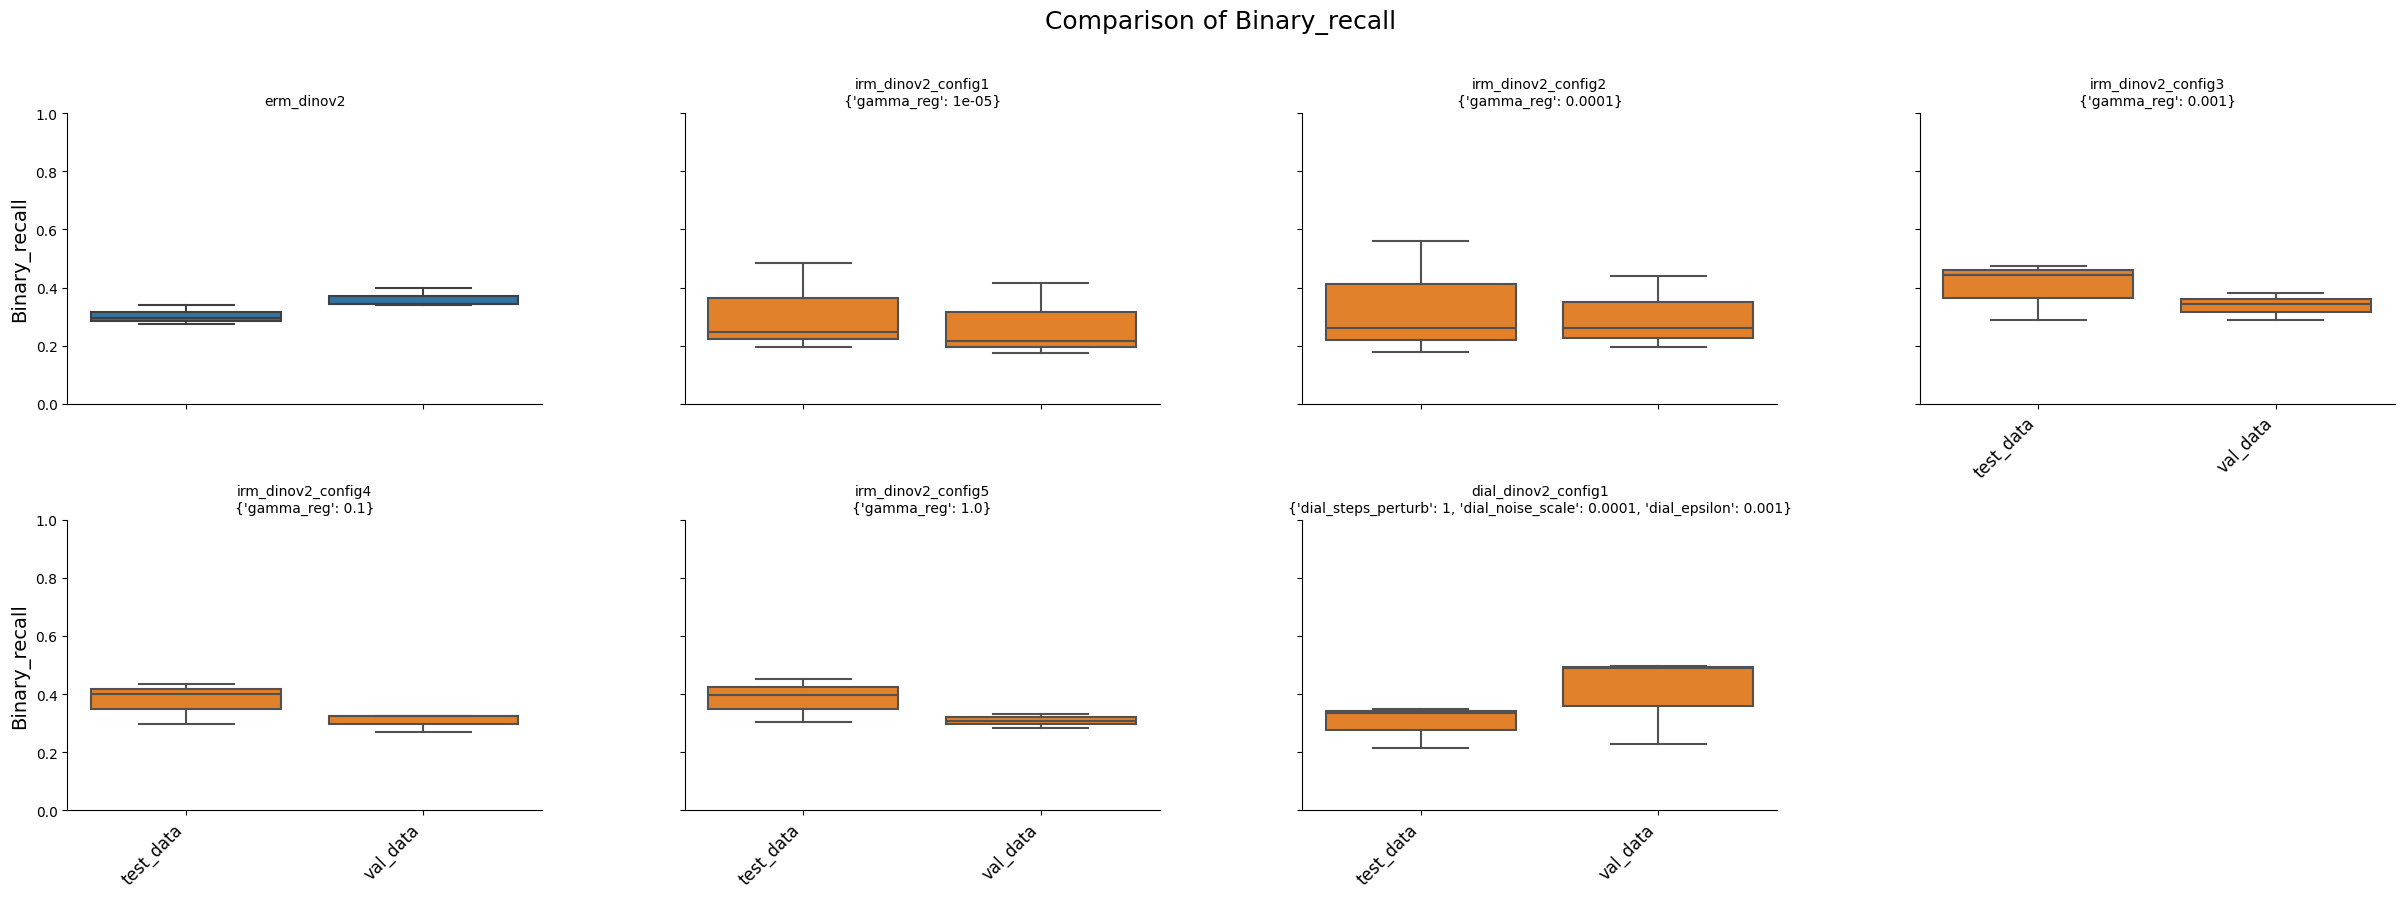 Comparison of Binary_recall
erm_dinov2
irm_dinov2_config1
{'gamma_reg': 1e-05}
irm_dinov2_config2
{'gamma_reg': 0.0001}
irm_dinov2_config3
{'gamma_reg': 0.001}
Binary_recall
1.0
0.8
0.6
0.4
0.2
0.0
test_data
val_data
irm_dinov2_config4
{'gamma_reg': 0.1}
irm_dinov2_config5
{'gamma_reg': 1.0}
dial_dinov2_config1
{'dial_steps_perturb': 1, 'dial_noise_scale': 0.0001, 'dial_epsilon': 0.001}
Binary_recall
1.0
0.8
0.6
0.4
0.2
0.0
test_data
val_data
test_data
val_data
test_data
val_data